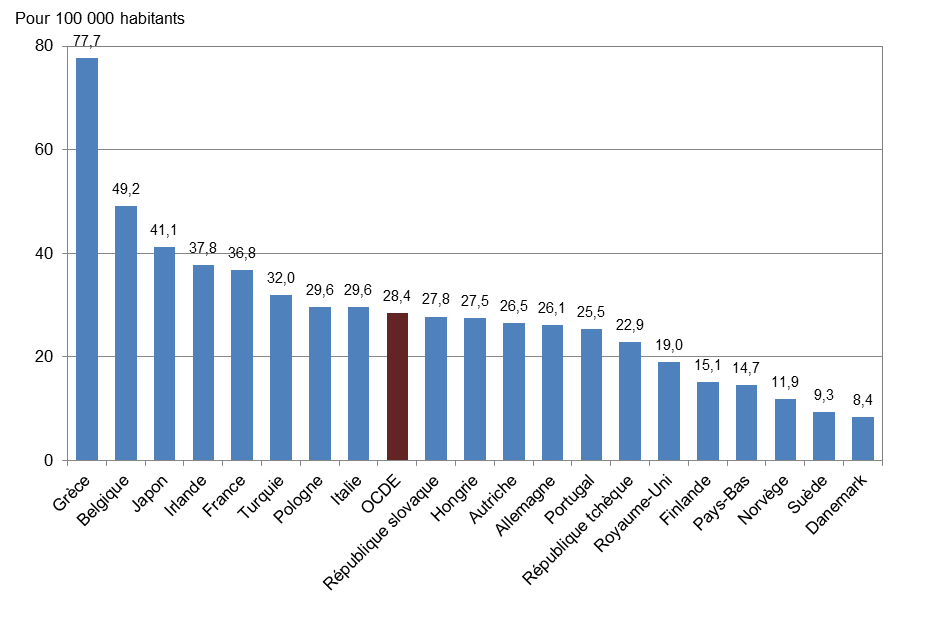 Pour 100 000 habitants
80
60
40
20
0
77,7
49,2
41,1
37,8
36,8
32,0
29,6
29,6
28,4
27,8
27,5
26,5
26,1
25,5
22,9
19,0
15,1
14,7
11,9
9,3
8,4
Grèce
Belgique
Japon
Irlande
France
Turquie
Pologne
Italie
OCDE
République slovaque
Hongrie
Autriche
Allemagne
Portugal
République tchèque
Royaume-Uni
Finlande
Pays-Bas
Norvège
Suède
Danemark